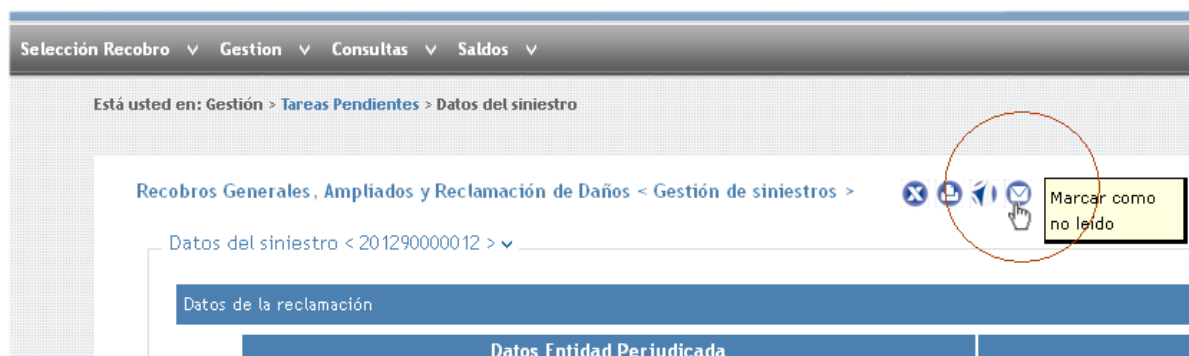 Selección Recobro v Gestion v Consultas v Saldos v
Está usted en: Gestión > Tareas Pendientes > Datos del siniestro
Recobros Generales, Ampliados y Reclamación de Daños < Gestión de siniestros >
Marcar como
no leído
Datos del siniestro < 201290000012 >
Datos de la reclamación
Datos Entidad Perjudicada